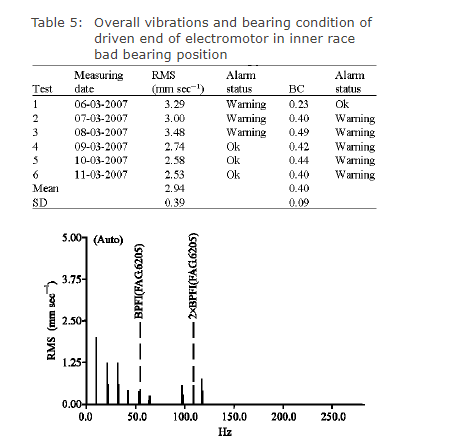 Table 5: Overall vibrations and bearing condition of
driven end of electromotor in inner race
bad bearing position
Measuring RMS Alarm Alarm
Test date (mm sec⁻¹) status BC status
1 06-03-2007 3.29 Warning 0.23 Ok
2 07-03-2007 3.00 Warning 0.40 Warning
3 08-03-2007 3.48 Warning 0.49 Warning
4 09-03-2007 2.74 Ok 0.42 Warning
5 10-03-2007 2.58 Ok 0.44 Warning
6 11-03-2007 2.53 Ok 0.40 Warning
Mean 2.94 0.40
SD 0.39 0.09
5.00 (Auto)
3.75
2.50
1.25
0.00
RMS (mm sec⁻¹)
BPFI(FAG6205)
2×BPFI(FAG6205)
0.0 50.0 100.0 150.0 200.0 250.0
Hz